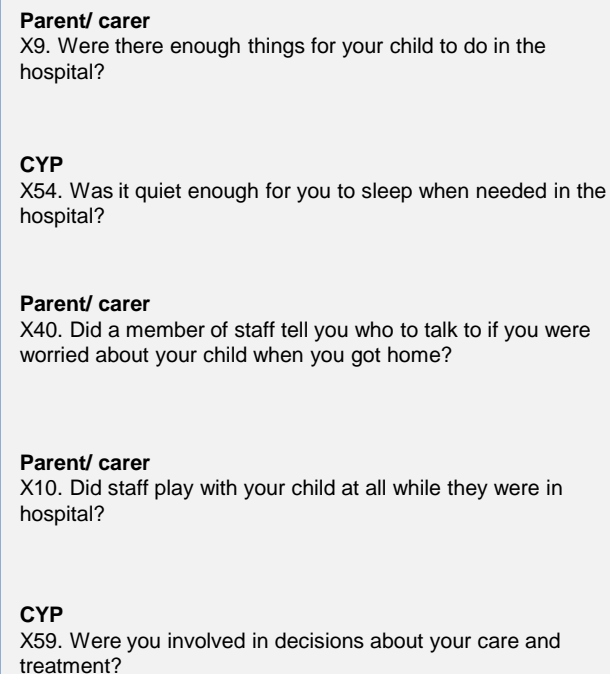 Parent/ carer
X9. Were there enough things for your child to do in the
hospital?
CYP
X54. Was it quiet enough for you to sleep when needed in the
hospital?
Parent/ carer
X40. Did a member of staff tell you who to talk to if you were
worried about your child when you got home?
Parent/ carer
X10. Did staff play with your child at all while they were in
hospital?
CYP
X59. Were you involved in decisions about your care and
treatment?